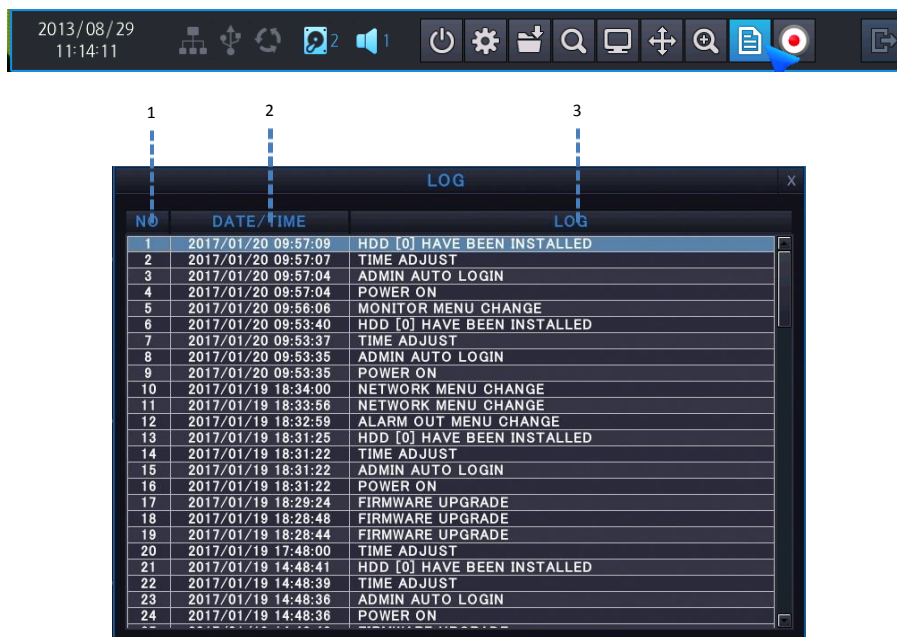 2013/08/29
11:14:11
2
1
1 2 3
LOG X
NO DATE/TIME LOG
1 2017/01/20 09:57:09 HDD [0] HAVE BEEN INSTALLED
2 2017/01/20 09:57:07 TIME ADJUST
3 2017/01/20 09:57:04 ADMIN AUTO LOGIN
4 2017/01/20 09:57:04 POWER ON
5 2017/01/20 09:56:06 MONITOR MENU CHANGE
6 2017/01/20 09:53:40 HDD [0] HAVE BEEN INSTALLED
7 2017/01/20 09:53:37 TIME ADJUST
8 2017/01/20 09:53:35 ADMIN AUTO LOGIN
9 2017/01/20 09:53:35 POWER ON
10 2017/01/19 18:34:00 NETWORK MENU CHANGE
11 2017/01/19 18:33:56 NETWORK MENU CHANGE
12 2017/01/19 18:32:59 ALARM OUT MENU CHANGE
13 2017/01/19 18:31:25 HDD [0] HAVE BEEN INSTALLED
14 2017/01/19 18:31:22 TIME ADJUST
15 2017/01/19 18:31:22 ADMIN AUTO LOGIN
16 2017/01/19 18:31:22 POWER ON
17 2017/01/19 18:29:24 FIRMWARE UPGRADE
18 2017/01/19 18:28:48 FIRMWARE UPGRADE
19 2017/01/19 18:28:44 FIRMWARE UPGRADE
20 2017/01/19 17:48:00 TIME ADJUST
21 2017/01/19 14:48:41 HDD [0] HAVE BEEN INSTALLED
22 2017/01/19 14:48:39 TIME ADJUST
23 2017/01/19 14:48:36 ADMIN AUTO LOGIN
24 2017/01/19 14:48:36 POWER ON